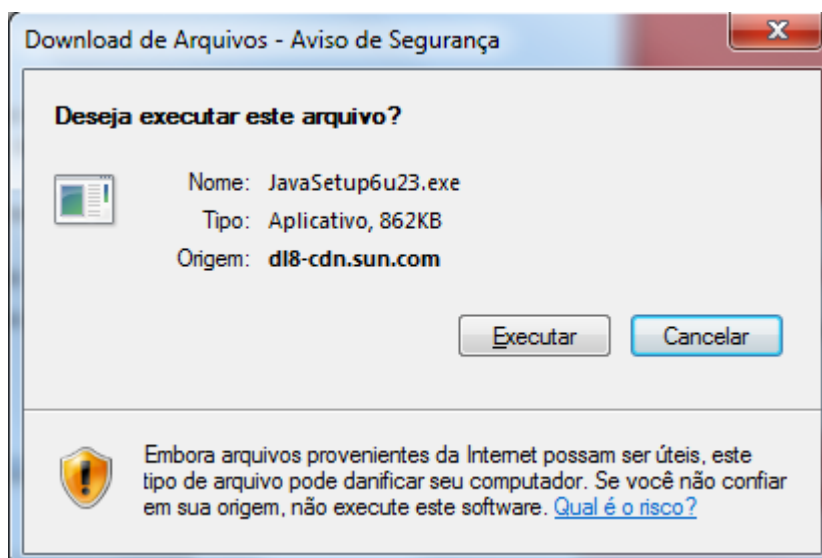 Download de Arquivos - Aviso de Segurança
Deseja executar este arquivo?
Nome: JavaSetup6u23.exe
Tipo: Aplicativo, 862KB
Origem: dl8-cdn.sun.com
Executar Cancelar
Embora arquivos provenientes da Internet possam ser úteis, este
tipo de arquivo pode danificar seu computador. Se você não confiar
em sua origem, não execute este software. Qual é o risco?